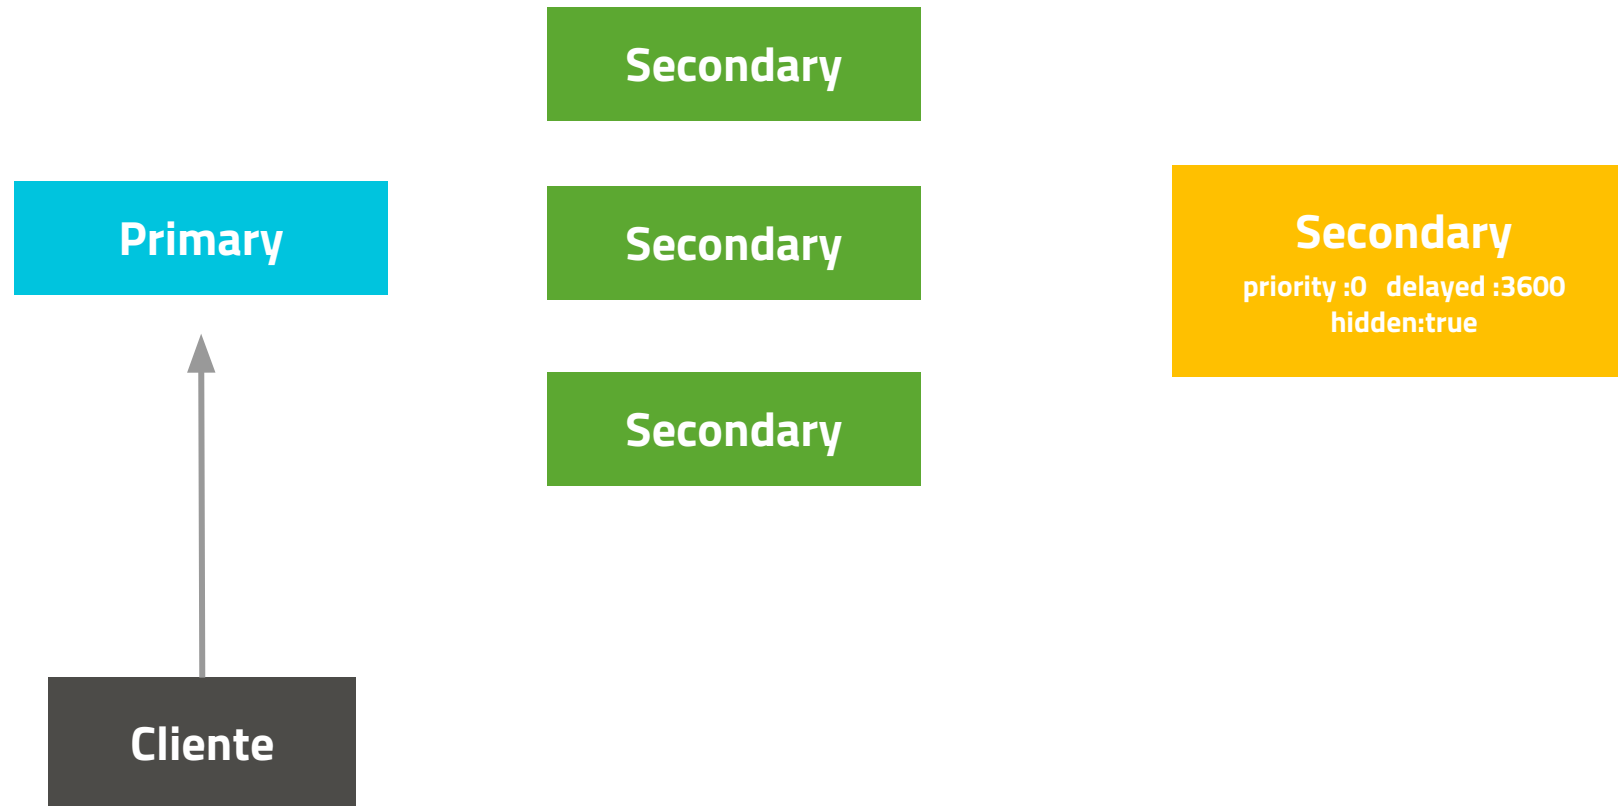 Secondary
Primary
Secondary
Secondary
priority :0 delayed :3600
hidden:true
Secondary
Cliente